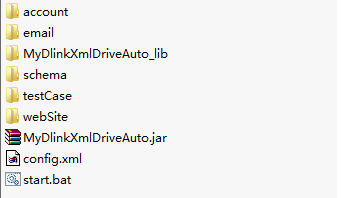 account
email
MyDlinkXmlDriveAuto_lib
schema
testCase
webSite
MyDlinkXmlDriveAuto.jar
config.xml
start.bat